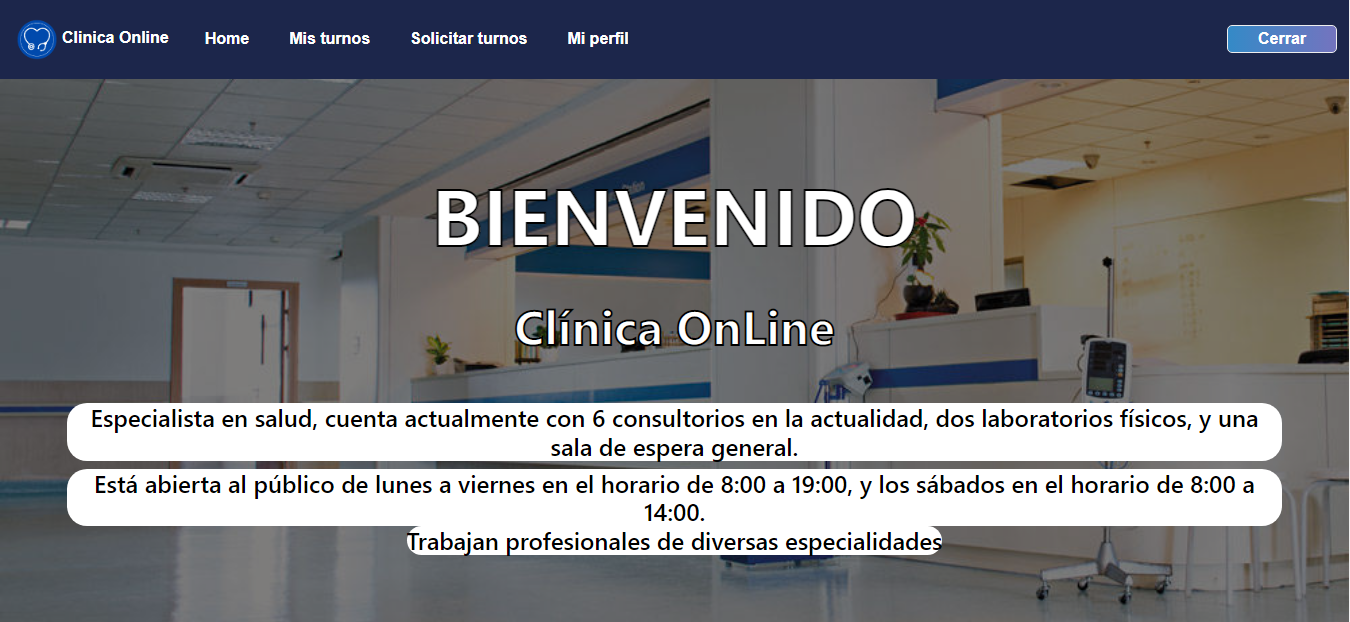 Clinica Online
Home
Mis turnos
Solicitar turnos
Mi perfil
Cerrar
BIENVENIDO
Clínica OnLine
Especialista en salud, cuenta actualmente con 6 consultorios en la actualidad, dos laboratorios físicos, y una
sala de espera general.
Está abierta al público de lunes a viernes en el horario de 8:00 a 19:00, y los sábados en el horario de 8:00 a
14:00.
Trabajan profesionales de diversas especialidades